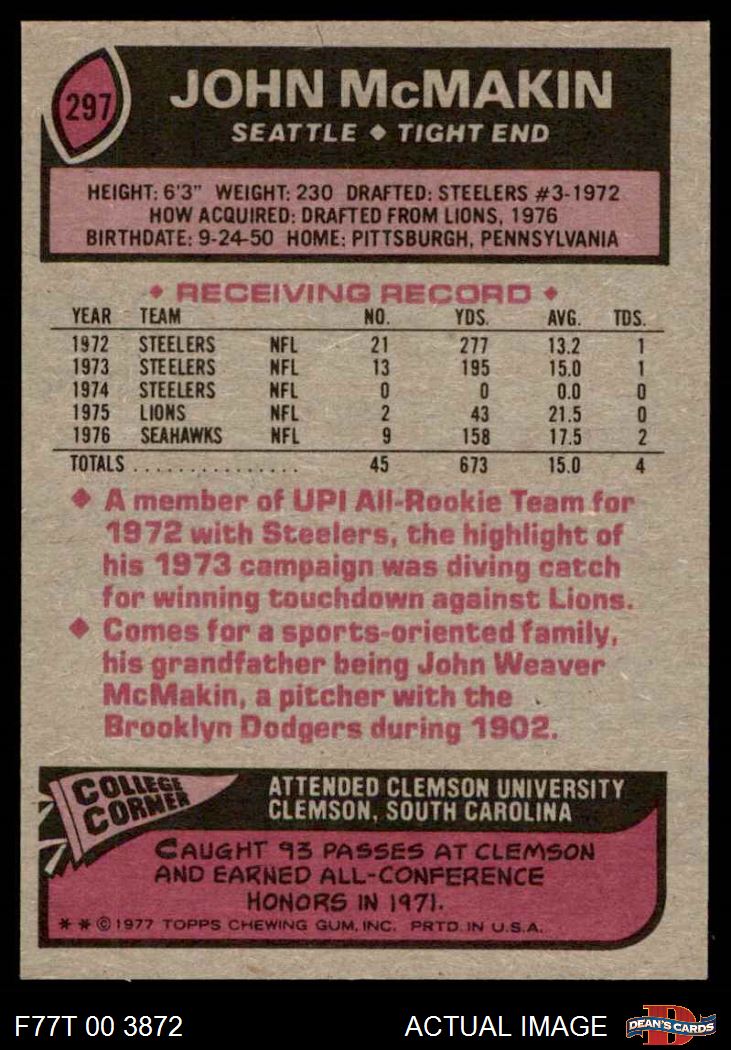 297
JOHN McMAKIN
SEATTLE ◆ TIGHT END
HEIGHT: 6'3" WEIGHT: 230 DRAFTED: STEELERS #3-1972
HOW ACQUIRED: DRAFTED FROM LIONS, 1976
BIRTHDATE: 9-24-50 HOME: PITTSBURGH, PENNSYLVANIA
◆ RECEIVING RECORD ◆
YEAR TEAM NO. YDS. AVG. TDS.
1972 STEELERS NFL 21 277 13.2 1
1973 STEELERS NFL 13 195 15.0 1
1974 STEELERS NFL 0 0 0.0 0
1975 LIONS NFL 2 43 21.5 0
1976 SEAHAWKS NFL 9 158 17.5 2
TOTALS . . . . . . . . . . . . . . . 45 673 15.0 4
◆ A member of UPI All-Rookie Team for
1972 with Steelers, the highlight of
his 1973 campaign was diving catch
for winning touchdown against Lions.
◆ Comes for a sports-oriented family,
his grandfather being John Weaver
McMakin, a pitcher with the
Brooklyn Dodgers during 1902.
COLLEGE
CORNER
ATTENDED CLEMSON UNIVERSITY
CLEMSON, SOUTH CAROLINA
CAUGHT 93 PASSES AT CLEMSON
AND EARNED ALL-CONFERENCE
HONORS IN 1971.
* * © 1977 TOPPS CHEWING GUM, INC. PRTD. IN U.S.A.
F77T 00 3872 ACTUAL IMAGE DEAN'S CARDS